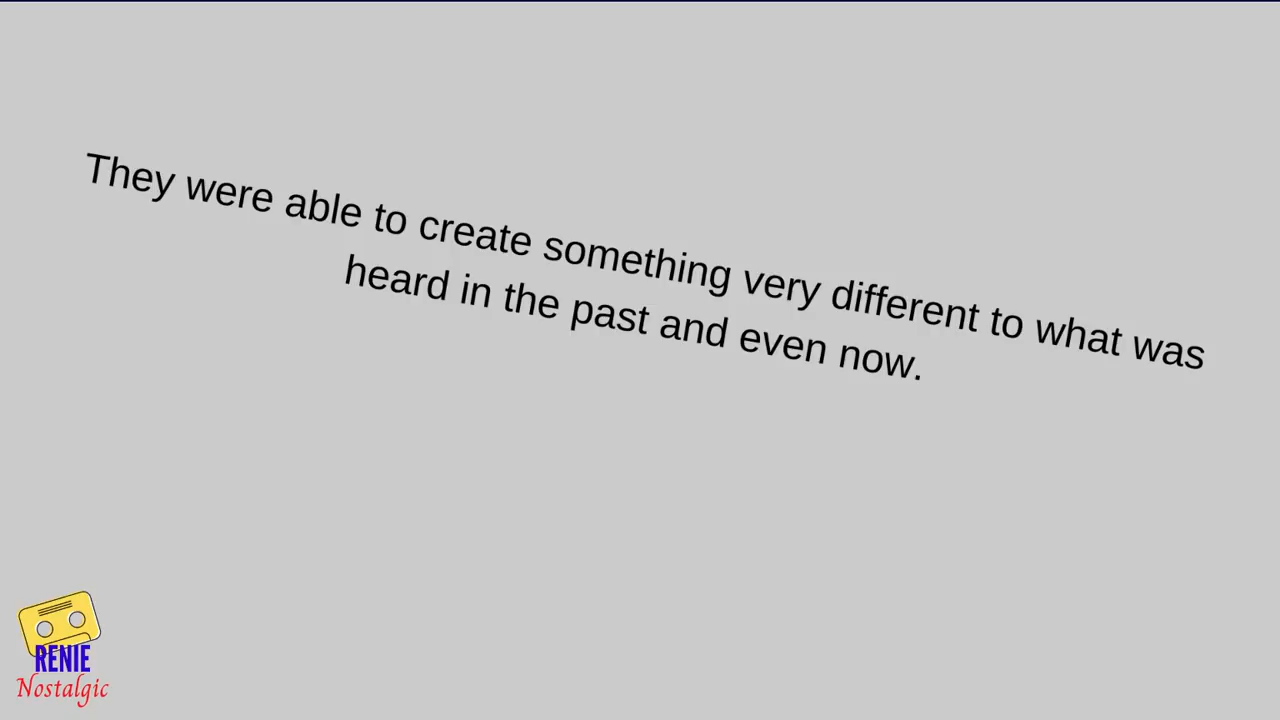 They were able to create something very different to what was
heard in the past and even now.
RENIE
Nostalgic